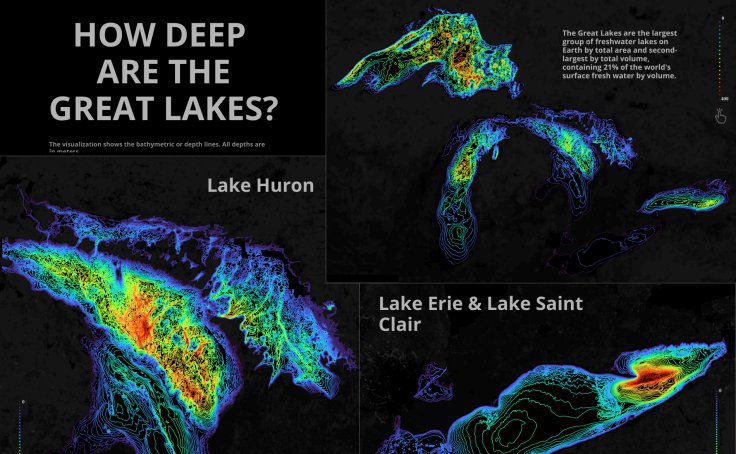 HOW DEEP
ARE THE
GREAT LAKES?
The visualization shows the bathymetric or depth lines. All depths are
in meters
The Great Lakes are the largest
group of freshwater lakes on
Earth by total area and second-
largest by total volume,
containing 21% of the world's
surface fresh water by volume.
0
400
Lake Huron
0
Lake Erie & Lake Saint
Clair
0